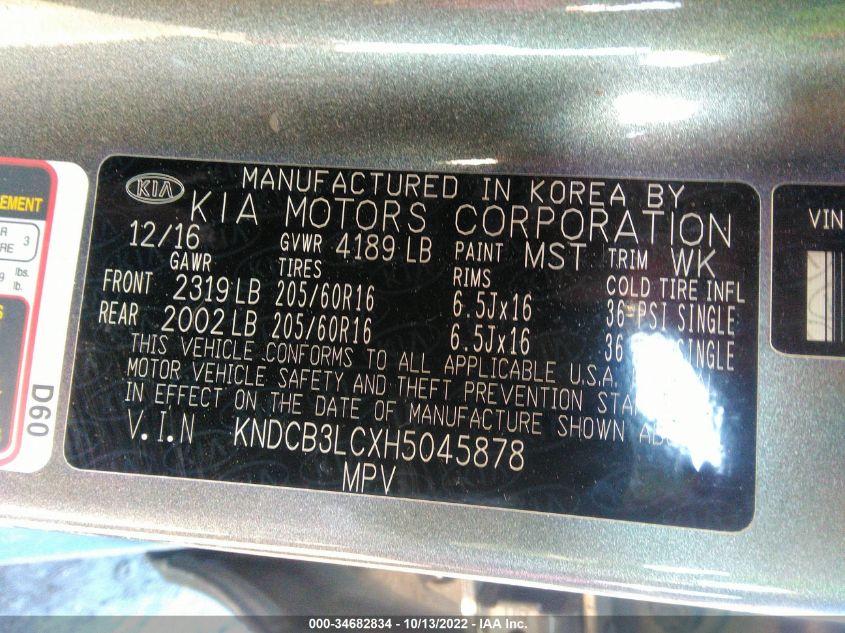 KIA
MANUFACTURED IN KOREA BY
KIA MOTORS CORPORATION
12/16 GVWR 4189 LB PAINT MST TRIM WK
GAWR TIRES RIMS COLD TIRE INFL
FRONT 2319 LB 205/60R16 6.5Jx16 36 PSI SINGLE
REAR 2002 LB 205/60R16 6.5Jx16 36 SINGLE
THIS VEHICLE CONFORMS TO ALL APPLICABLE U.S.A.
MOTOR VEHICLE SAFETY AND THEFT PREVENTION
IN EFFECT ON THE DATE OF MANUFACTURE SHOWN
V.I.N KNDCB3LCXH5045878
MPV
3
lbs.
lb.
D60
VIN
000-34682834 - 10/13/2022 - IAA Inc.